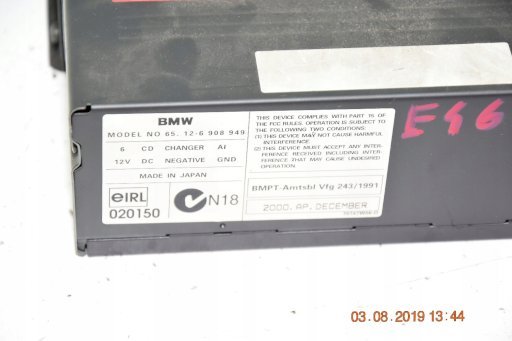 BMW
MODEL NO 65. 12-6 908 949
6 CD CHANGER AI
12V DC NEGATIVE GND
MADE IN JAPAN
eIRL
020150
N18
THIS DEVICE COMPLIES WITH PART 15 OF
THE FCC RULES. OPERATION IS SUBJECT TO
THE FOLLOWING TWO CONDITIONS:
(1) THIS DEVICE MAY NOT CAUSE HARMFUL
INTERFERENCE, AND
(2) THIS DEVICE MUST ACCEPT ANY INTER-
FERENCE RECEIVED INCLUDING INTER-
FERENCE THAT MAY CAUSE UNDESIRED
OPERATION.
BMPT-Amtsbl Vfg 243/1991
2000. AP. DECEMBER
E46
03.08.2019 13:44